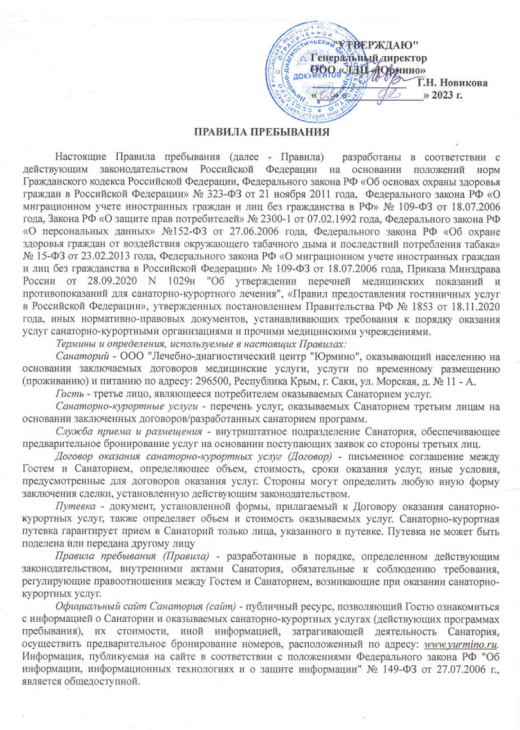 "УТВЕРЖДАЮ"
Генеральный директор
ООО «ЛДЦ «Юрмино»
Г.Н. Новикова
» 2023 г.
ДОКУМЕНТОВ
ПРАВИЛА ПРЕБЫВАНИЯ
Настоящие Правила пребывания (далее - Правила) разработаны в соответствии с
действующим законодательством Российской Федерации на основании положений норм
Гражданского кодекса Российской Федерации, Федерального закона РФ «Об основах охраны здоровья
граждан в Российской Федерации» № 323-ФЗ от 21 ноября 2011 года, Федерального закона РФ «О
миграционном учете иностранных граждан и лиц без гражданства в РФ» № 109-ФЗ от 18.07.2006
года, Закона РФ «О защите прав потребителей» № 2300-1 от 07.02.1992 года, Федерального закона РФ
«О персональных данных» №152-ФЗ от 27.06.2006 года, Федерального закона РФ «Об охране
здоровья граждан от воздействия окружающего табачного дыма и последствий потребления табака»
№ 15-ФЗ от 23.02.2013 года, Федерального закона РФ «О миграционном учете иностранных граждан
и лиц без гражданства в Российской Федерации» № 109-ФЗ от 18.07.2006 года, Приказа Минздрава
России от 28.09.2020 N 1029н "Об утверждении перечней медицинских показаний и
противопоказаний для санаторно-курортного лечения", «Правил предоставления гостиничных услуг
в Российской Федерации», утвержденных постановлением Правительства РФ № 1853 от 18.11.2020
года, иных нормативно-правовых документов, устанавливающих требования к порядку оказания
услуг санаторно-курортными организациями и прочими медицинскими учреждениями.
Термины и определения, используемые в настоящих Правилах:
Санаторий - ООО "Лечебно-диагностический центр "Юрмино", оказывающий населению на
основании заключаемых договоров медицинские услуги, услуги по временному размещению
(проживанию) и питанию по адресу: 296500, Республика Крым, г. Саки, ул. Морская, д. № 11 - А.
Гость - третье лицо, являющееся потребителем оказываемых Санаторием услуг.
Санаторно-курортные услуги - перечень услуг, оказываемых Санаторием третьим лицам на
основании заключенных договоров/разработанных санаторием программ.
Служба приема и размещения - внутриштатное подразделение Санатория, обеспечивающее
предварительное бронирование услуг на основании поступающих заявок со стороны третьих лиц.
Договор оказания санаторно-курортных услуг (Договор) - письменное соглашение между
Гостем и Санаторием, определяющее объем, стоимость, сроки оказания услуг, иные условия,
предусмотренные для договоров оказания услуг. Стороны могут определить любую иную форму
заключения сделки, установленную действующим законодательством.
Путевка - документ, установленной формы, прилагаемый к Договору оказания санаторно-
курортных услуг, также определяет объем и стоимость оказываемых услуг. Санаторно-курортная
путевка гарантирует прием в Санаторий только лица, указанного в путевке. Путевка не может быть
поделена или передана другому лицу
Правила пребывания (Правила) - разработанные в порядке, определенном действующим
законодательством, внутренними актами Санатория, обязательные к соблюдению требования,
регулирующие правоотношения между Гостем и Санаторием, возникающие при оказании санаторно-
курортных услуг.
Официальный сайт Санатория (сайт) - публичный ресурс, позволяющий Гостю ознакомиться
с информацией о Санатории и оказываемых санаторно-курортных услугах (действующих программах
пребывания), их стоимости, иной информацией, затрагивающей деятельность Санатория,
осуществить предварительное бронирование номеров, расположенный по адресу: www.yurmino.ru.
Информация, публикуемая на сайте в соответствии с положениями Федерального закона РФ "Об
информации, информационных технологиях и о защите информации" № 149-ФЗ от 27.07.2006 г.,
является общедоступной.